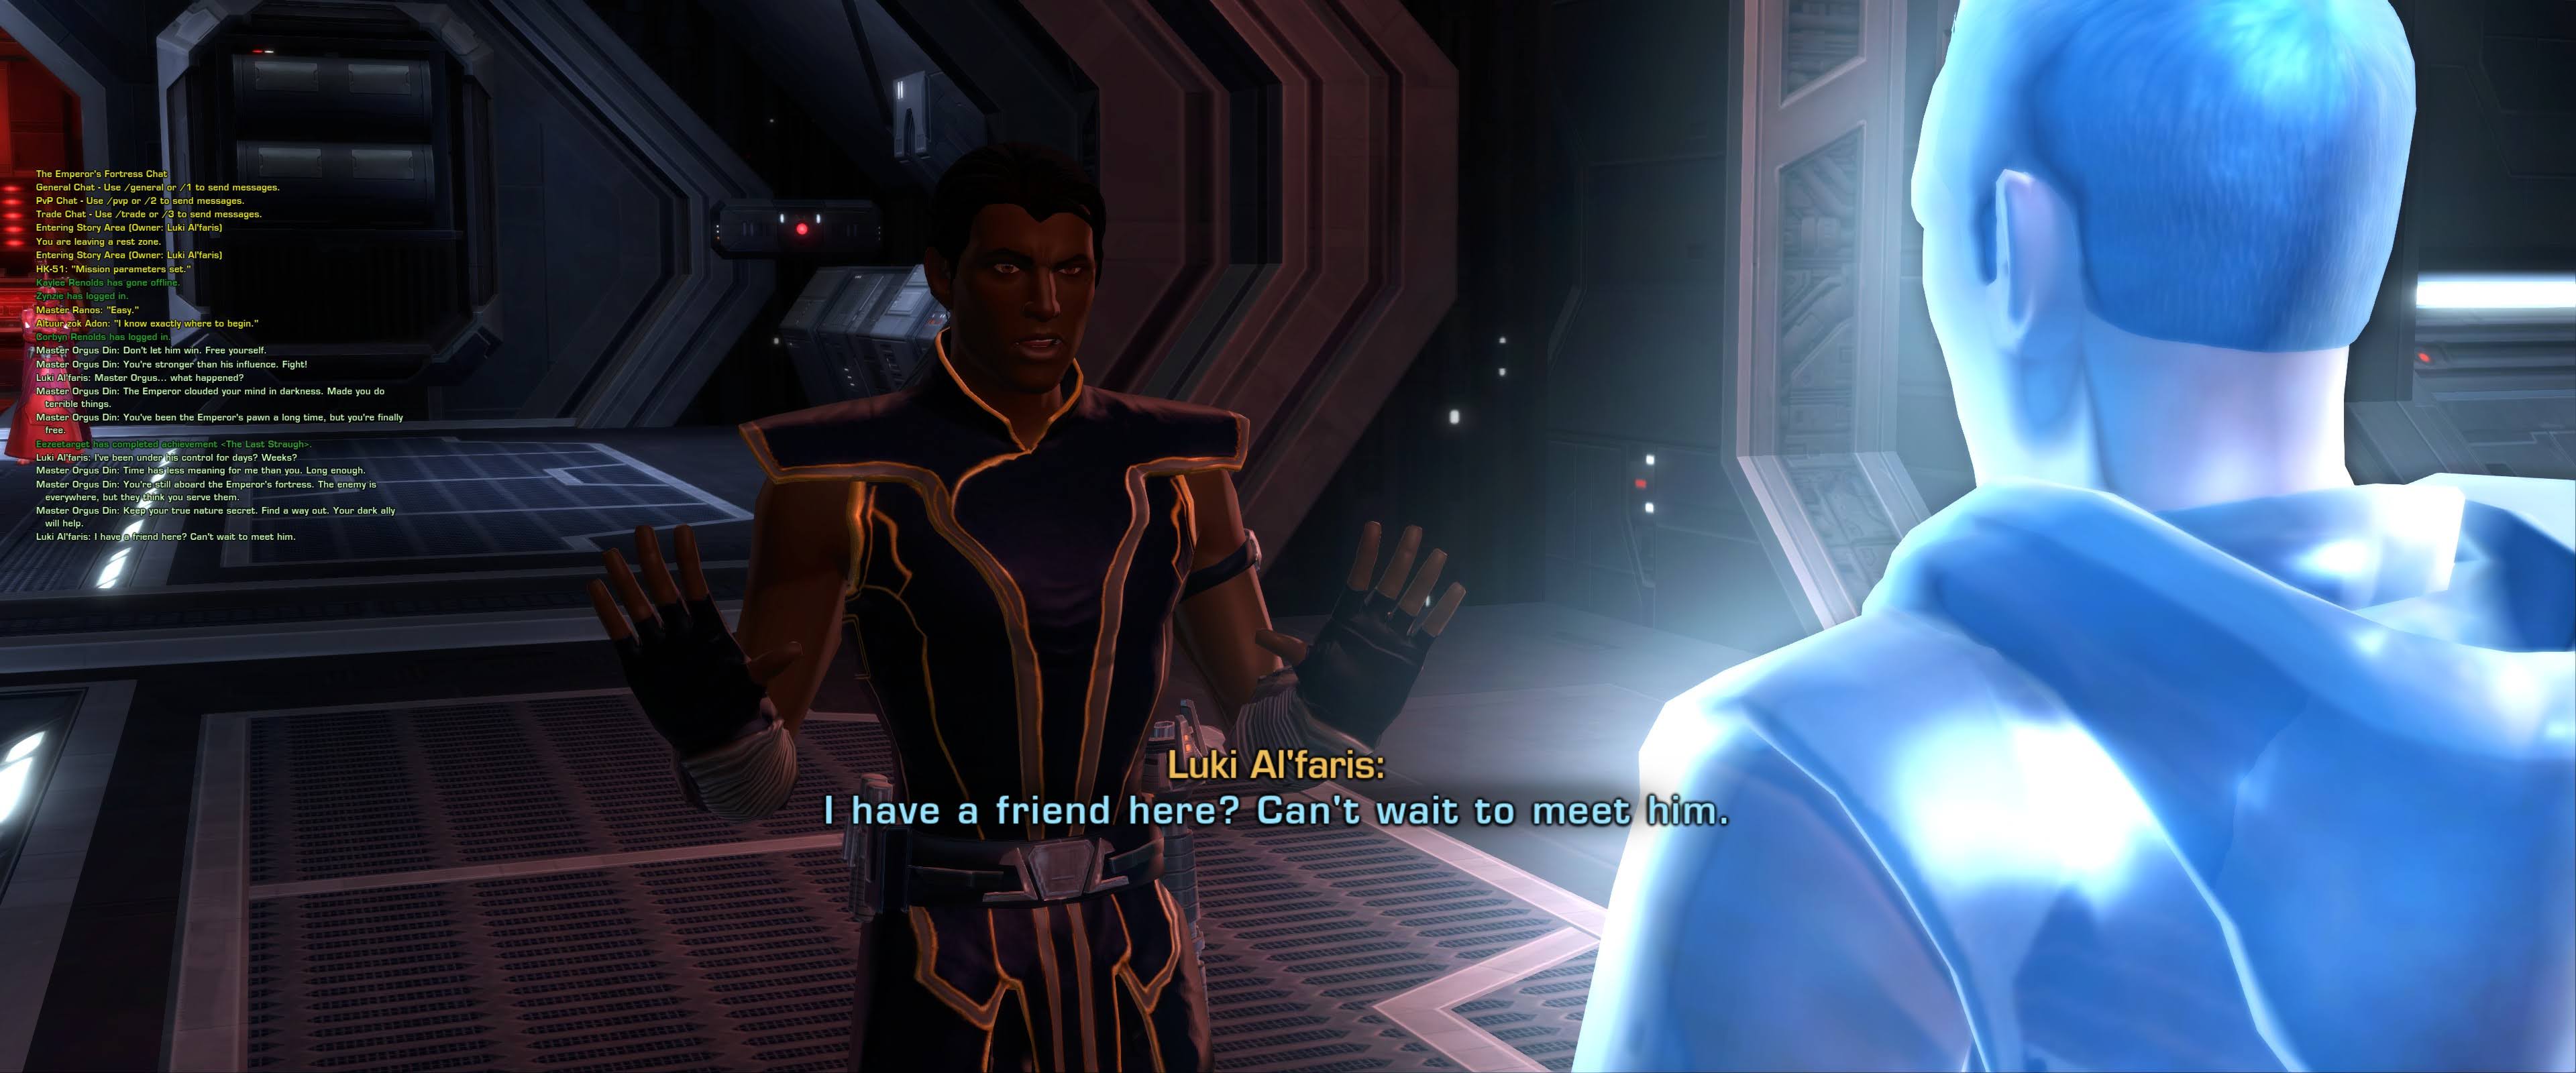 The Emperor's Fortress Chat
General Chat - Use /general or /1 to send messages.
PvP Chat - Use /pvp or /2 to send messages.
Trade Chat - Use /trade or /3 to send messages.
Entering Story Area (Owner: Luki Al'faris)
You are leaving a rest zone.
Entering Story Area (Owner: Luki Al'faris)
HK-51: "Mission parameters set."
Kaylee Renolds has gone offline.
Zynzie has logged in.
Master Ranos: "Easy."
Altuur zok Adon: "I know exactly where to begin."
Corbyn Renolds has logged in.
Master Orgus Din: Don't let him win. Free yourself.
Master Orgus Din: You're stronger than his influence. Fight!
Luki Al'faris: Master Orgus... what happened?
Master Orgus Din: The Emperor clouded your mind in darkness. Made you do
terrible things.
Master Orgus Din: You've been the Emperor's pawn a long time, but you're finally
free.
Eezeetarget has completed achievement <The Last Straugh>.
Luki Al'faris: I've been under his control for days? Weeks?
Master Orgus Din: Time has less meaning for me than you. Long enough.
Master Orgus Din: You're still aboard the Emperor's fortress. The enemy is
everywhere, but they think you serve them.
Master Orgus Din: Keep your true nature secret. Find a way out. Your dark ally
will help.
Luki Al'faris: I have a friend here? Can't wait to meet him.
Luki Al'faris:
I have a friend here? Can't wait to meet him.